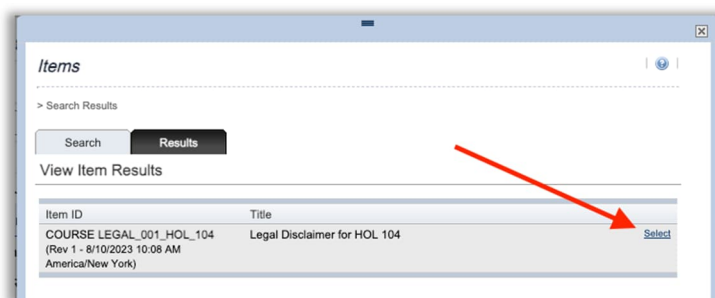 Items
> Search Results
Search
Results
View Item Results
Item ID
Title
COURSE LEGAL_001_HOL_104
(Rev 1 - 8/10/2023 10:08 AM
America/New York)
Legal Disclaimer for HOL 104
Select